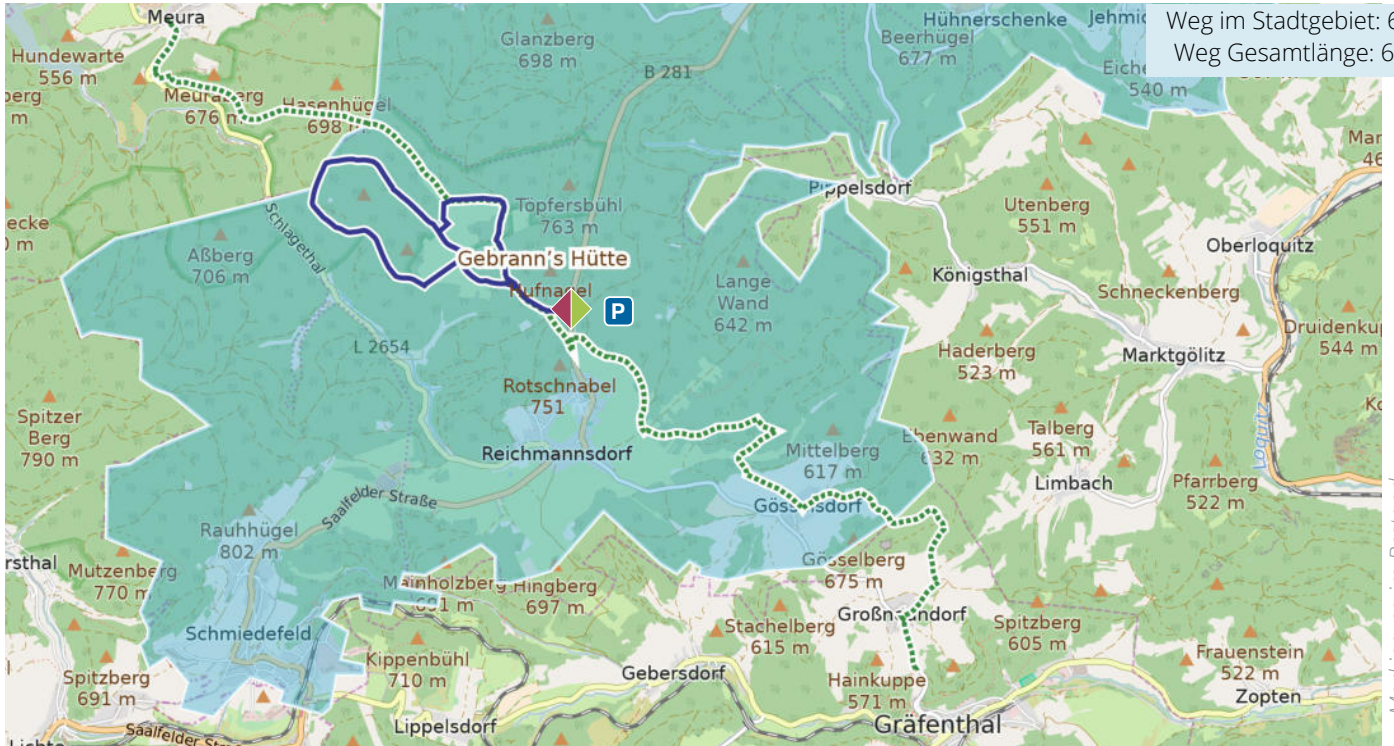 Meura
Hühnerschenke
Weg im Stadtgebiet: 6
Weg Gesamtlänge: 6
Hundewarte
556 m
Glanzberg
698 m
Beerhügel
677 m
B 281
540 m
Meuraberg
676 m
Hasenhügel
698 m
Pippelsdorf
Utenberg
551 m
Töpfersbühl
763 m
Schlagethal
Oberloquitz
Aßberg
706 m
Gebrann's Hütte
Königsthal
Hufnagel
P
Lange
Wand
642 m
Schneckenberg
L 2654
Haderberg
523 m
Marktgölitz
544 m
Rotschnabel
751
Spitzer
Berg
790 m
Reichmannsdorf
Mittelberg
617 m
Ebenwand
632 m
Talberg
561 m
Loquitz
Limbach
Pfarrberg
522 m
Saalfelder Straße
Gösselsdorf
Rauhhügel
802 m
Mutzenberg
770 m
Mainholzberg
691 m
Hingberg
697 m
Gösselberg
675 m
Großneundorf
Schmiedefeld
Stachelberg
615 m
Spitzberg
605 m
Kippenbühl
710 m
Gebersdorf
Frauenstein
522 m
Spitzberg
691 m
Hainkuppe
571 m
Zopten
Lippelsdorf
Gräfenthal